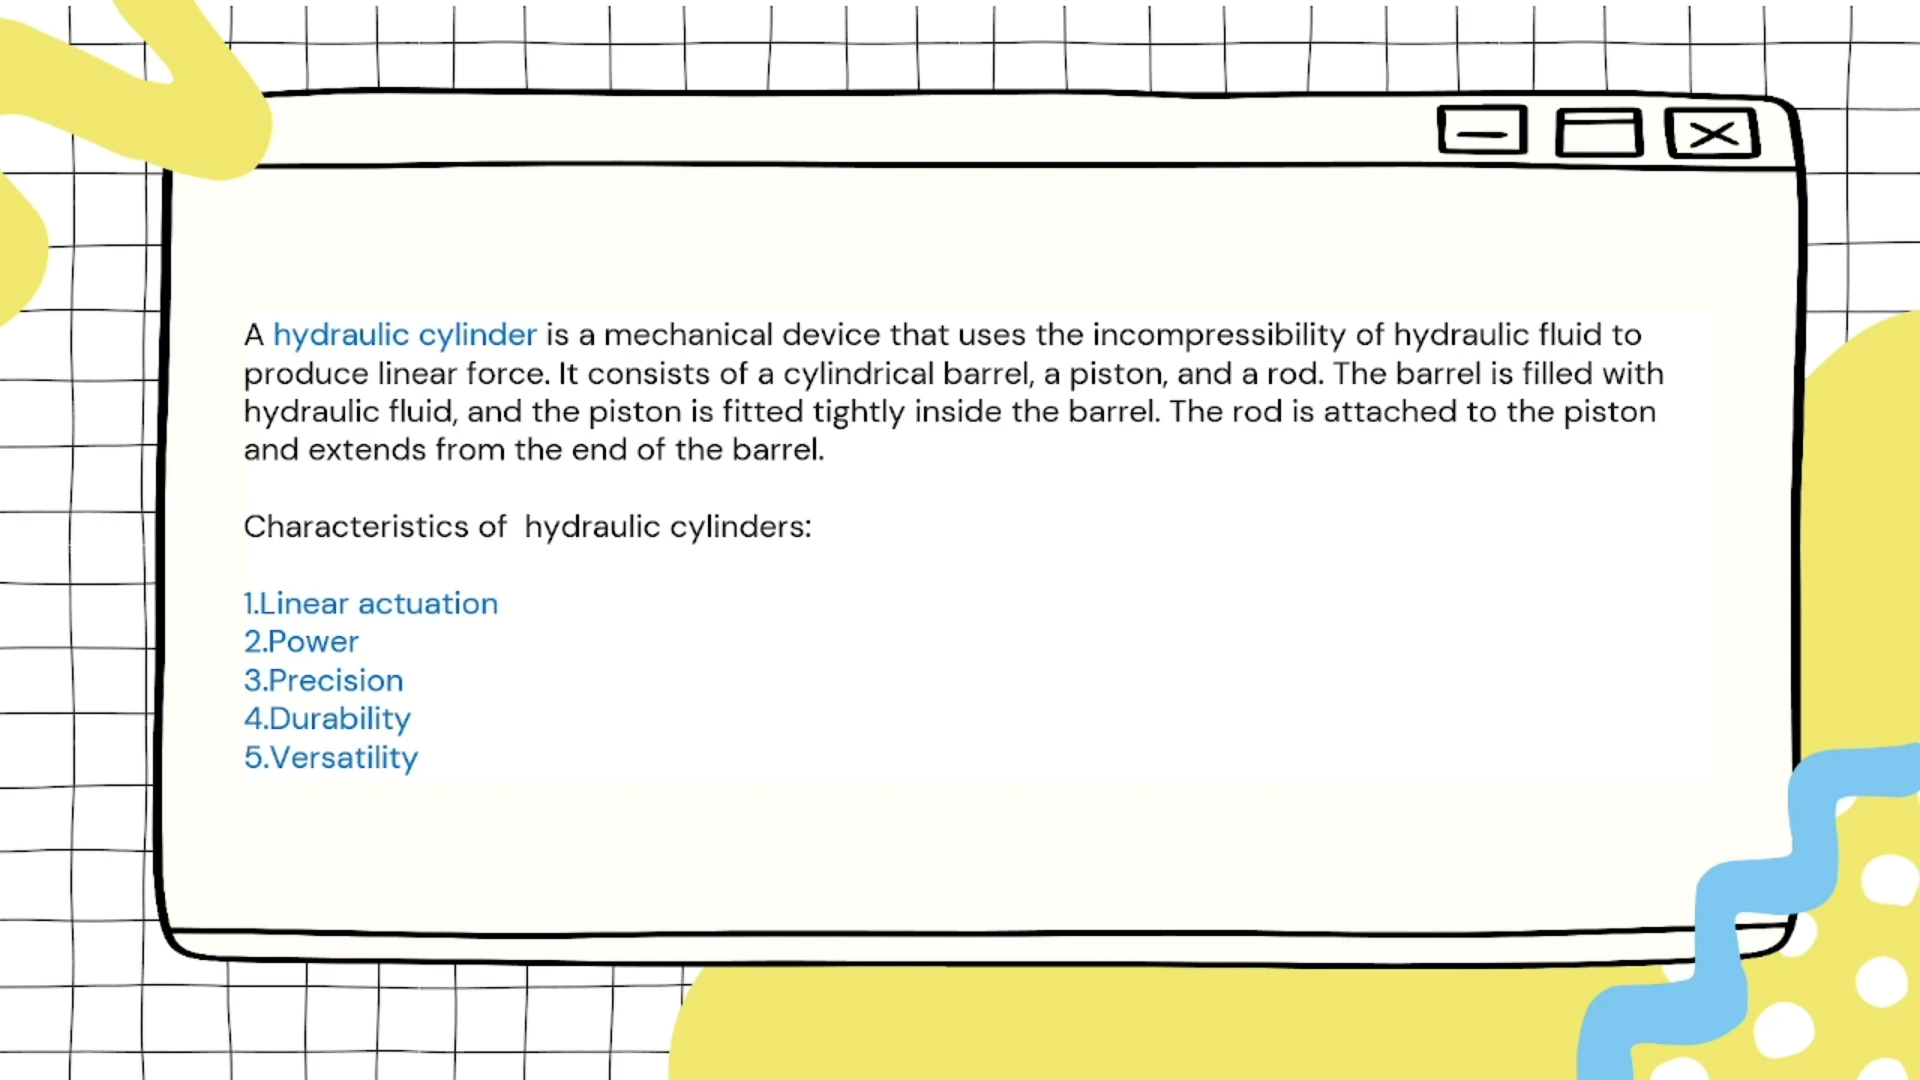 A hydraulic cylinder is a mechanical device that uses the incompressibility of hydraulic fluid to
produce linear force. It consists of a cylindrical barrel, a piston, and a rod. The barrel is filled with
hydraulic fluid, and the piston is fitted tightly inside the barrel. The rod is attached to the piston
and extends from the end of the barrel.
Characteristics of  hydraulic cylinders:
1.Linear actuation
2.Power
3.Precision
4.Durability
5.Versatility